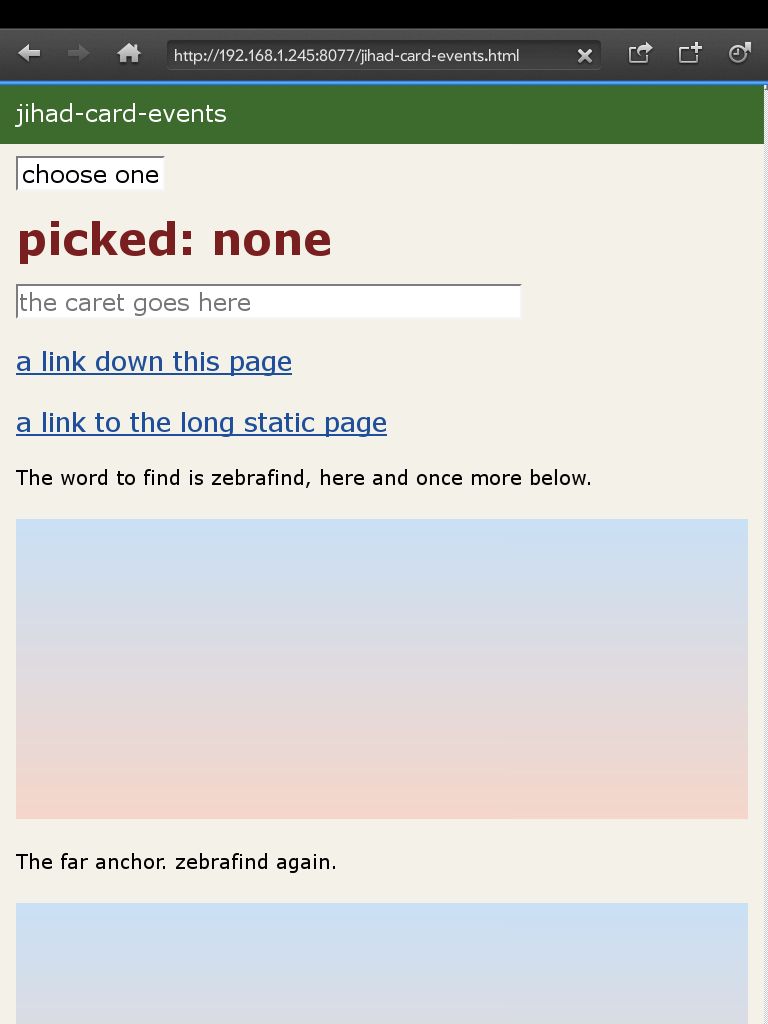 http://192.168.1.245:8077/jihad-card-events.html
jihad-card-events
choose one
picked: none
the caret goes here
a link down this page
a link to the long static page
The word to find is zebrafind, here and once more below.
The far anchor. zebrafind again.